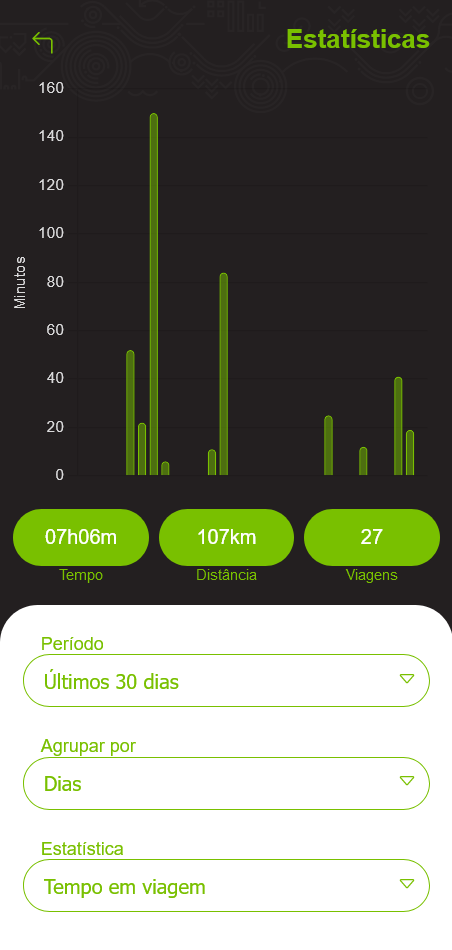 Estatísticas
160
140
120
100
80
60
40
20
0
Minutos
07h06m
107km
27
Tempo
Distância
Viagens
Período
Últimos 30 dias
Agrupar por
Dias
Estatística
Tempo em viagem